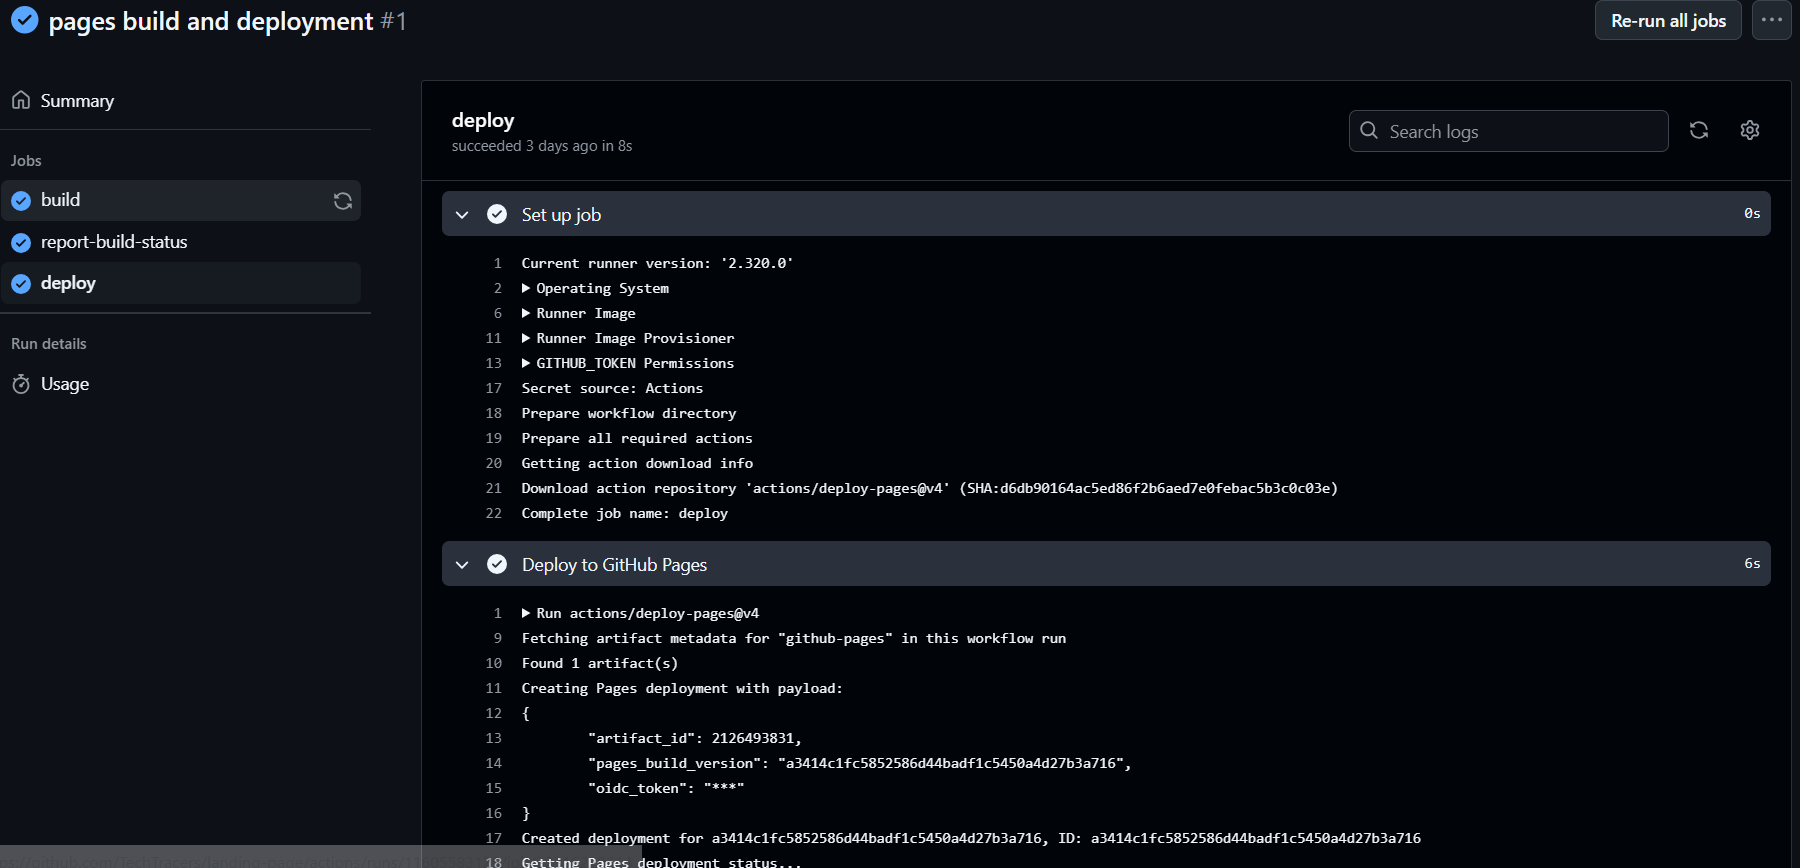 pages build and deployment #1
Re-run all jobs
Summary
Jobs
build
report-build-status
deploy
Run details
Usage
deploy
succeeded 3 days ago in 8s
Search logs
Set up job 0s
1 Current runner version: '2.320.0'
2 Operating System
6 Runner Image
11 Runner Image Provisioner
13 GITHUB_TOKEN Permissions
17 Secret source: Actions
18 Prepare workflow directory
19 Prepare all required actions
20 Getting action download info
21 Download action repository 'actions/deploy-pages@v4' (SHA:d6db90164ac5ed86f2b6aed7e0febac5b3c0c03e)
22 Complete job name: deploy
Deploy to GitHub Pages 6s
1 Run actions/deploy-pages@v4
9 Fetching artifact metadata for "github-pages" in this workflow run
10 Found 1 artifact(s)
11 Creating Pages deployment with payload:
12 {
13 "artifact_id": 2126493831,
14 "pages_build_version": "a3414c1fc5852586d44badf1c5450a4d27b3a716",
15 "oidc_token": "***"
16 }
17 Created deployment for a3414c1fc5852586d44badf1c5450a4d27b3a716, ID: a3414c1fc5852586d44badf1c5450a4d27b3a716
18 Getting Pages deployment status...